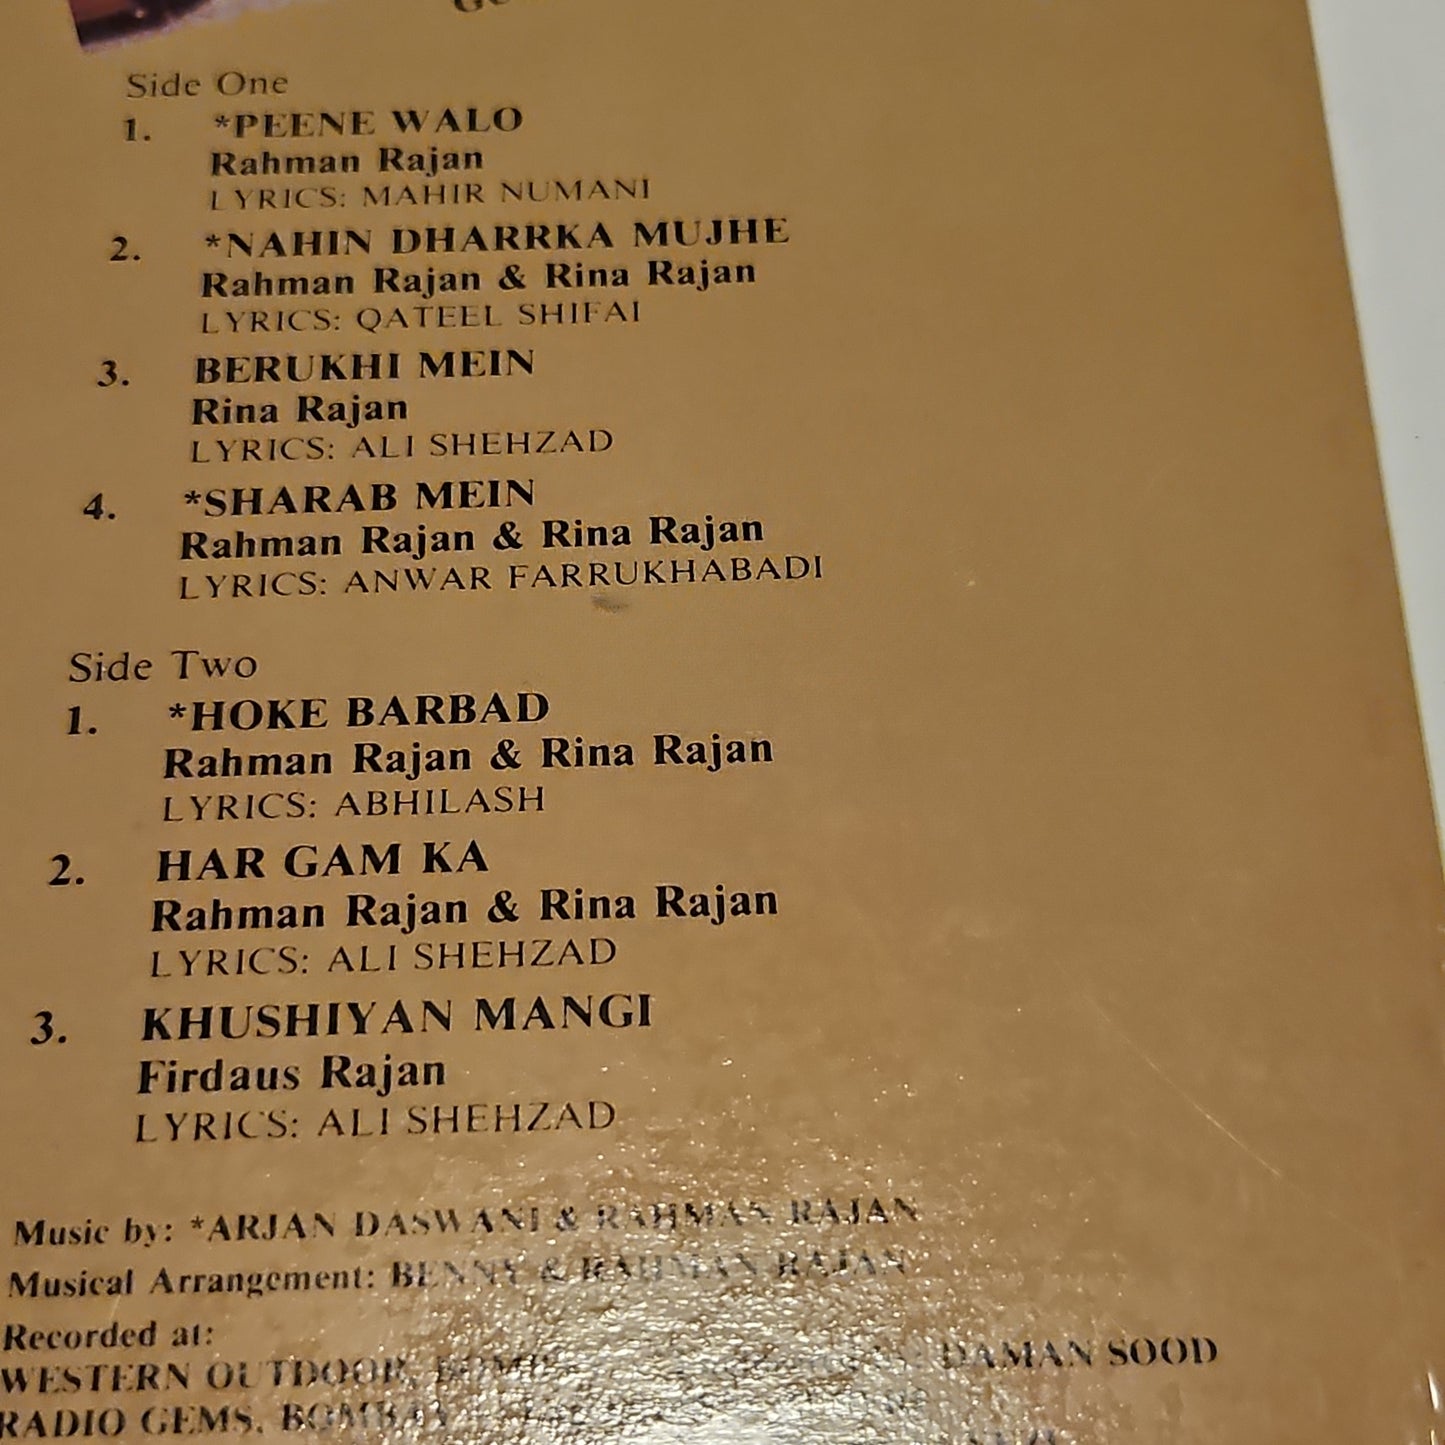 Side One
1. *PEENE WALO
Rahman Rajan
LYRICS: MAHIR NUMANI
2. *NAHIN DHARRKA MUJHE
Rahman Rajan & Rina Rajan
LYRICS: QATEEL SHIFAI
3. BERUKHI MEIN
Rina Rajan
LYRICS: ALI SHEHZAD
4. *SHARAB MEIN
Rahman Rajan & Rina Rajan
LYRICS: ANWAR FARRUKHABADI
Side Two
1. *HOKE BARBAD
Rahman Rajan & Rina Rajan
LYRICS: ABHILASH
2. HAR GAM KA
Rahman Rajan & Rina Rajan
LYRICS: ALI SHEHZAD
3. KHUSHIYAN MANGI
Firdaus Rajan
LYRICS: ALI SHEHZAD
Music by: *ARJAN DASWANI & RAHMAN RAJAN
Musical Arrangement: BENNY & RAHMAN RAJAN
Recorded at:
WESTERN OUTDOOR, DAMAN SOOD
RADIO GEMS, BOMBAY